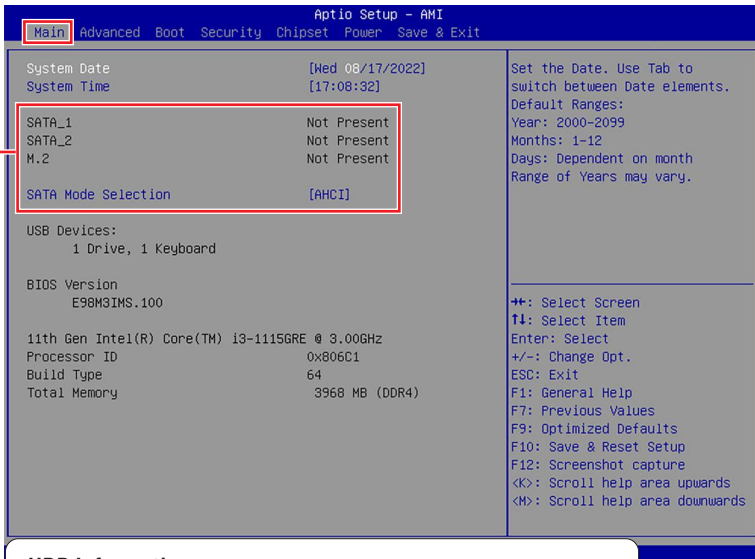 Aptio Setup - AMI
Main Advanced Boot Security Chipset Power Save & Exit
System Date [Wed 08/17/2022]
System Time [17:08:32]
SATA_1 Not Present
SATA_2 Not Present
M.2 Not Present
SATA Mode Selection [AHCI]
USB Devices:
1 Drive, 1 Keyboard
BIOS Version
E98M3IMS.100
11th Gen Intel(R) Core(TM) i3-1115GRE @ 3.00GHz
Processor ID 0x806C1
Build Type 64
Total Memory 3968 MB (DDR4)
Set the Date. Use Tab to
switch between Date elements.
Default Ranges:
Year: 2000-2099
Months: 1-12
Days: Dependent on month
Range of Years may vary.
→←: Select Screen
↑↓: Select Item
Enter: Select
+/-: Change Opt.
ESC: Exit
F1: General Help
F7: Previous Values
F9: Optimized Defaults
F10: Save & Reset Setup
F12: Screenshot capture
<K>: Scroll help area upwards
<M>: Scroll help area downwards